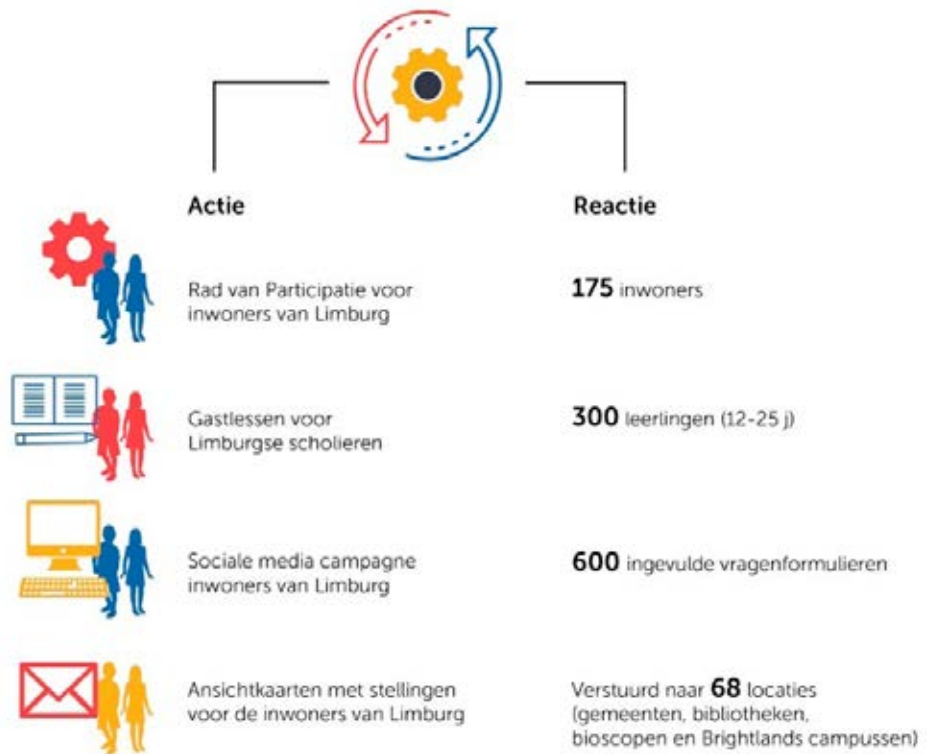 Actie
Reactie
Rad van Participatie voor
inwoners van Limburg
175 inwoners
Gastlessen voor
Limburgse scholieren
300 leerlingen (12-25 j)
Sociale media campagne
inwoners van Limburg
600 ingevulde vragenformulieren
Ansichtkaarten met stellingen
voor de inwoners van Limburg
Verstuurd naar 68 locaties
(gemeenten, bibliotheken,
bioscopen en Brightlands campussen)